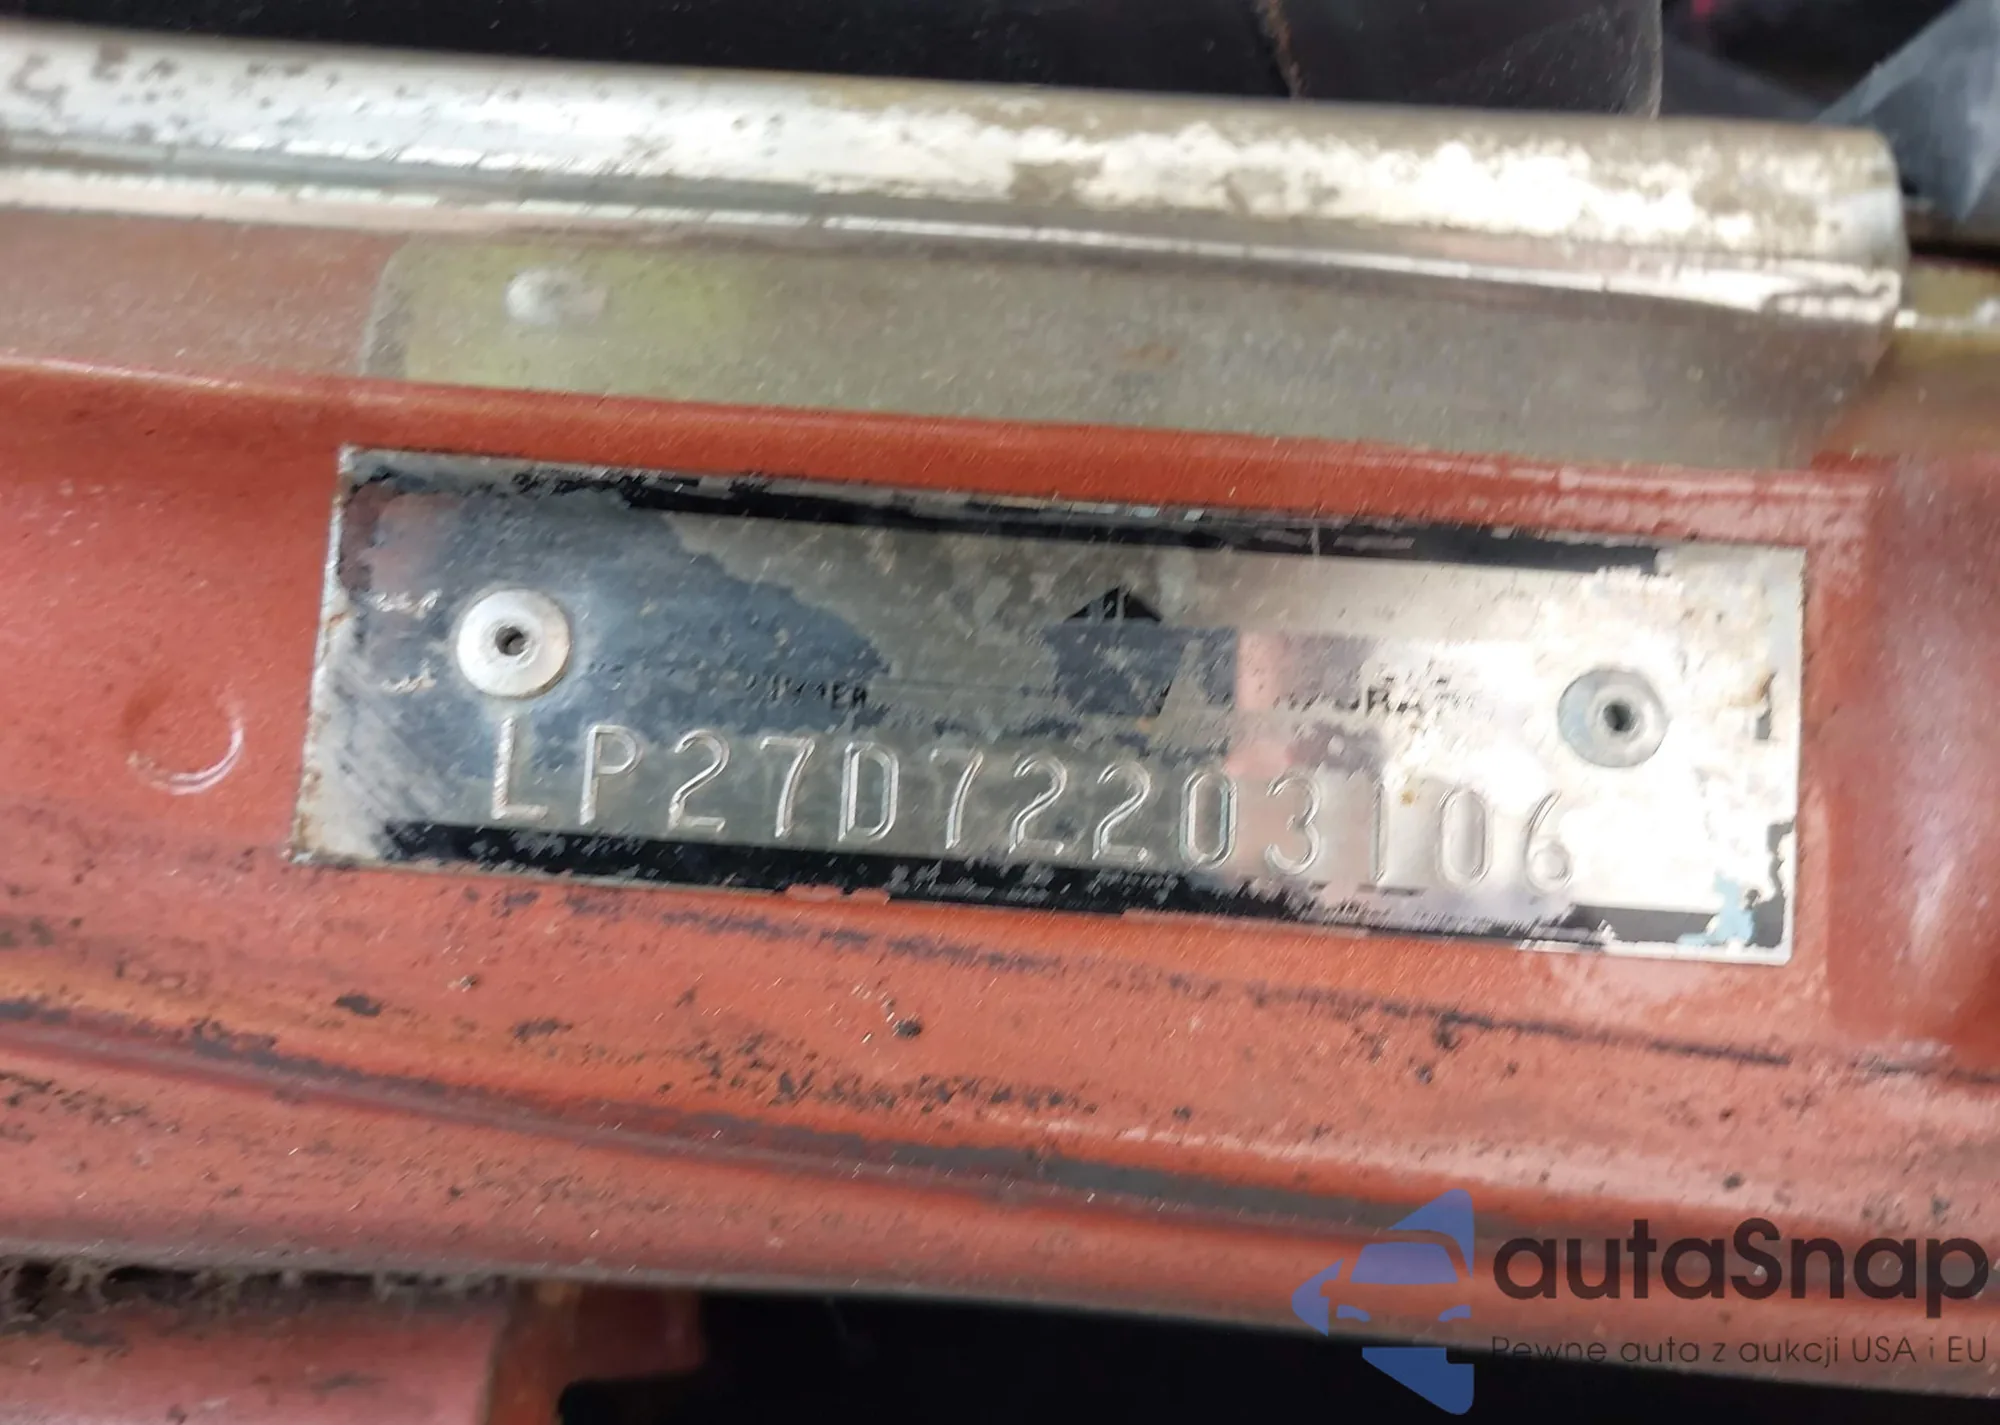 LP27D72203106
autaSnap
Pewne auta z aukcji USA i EU